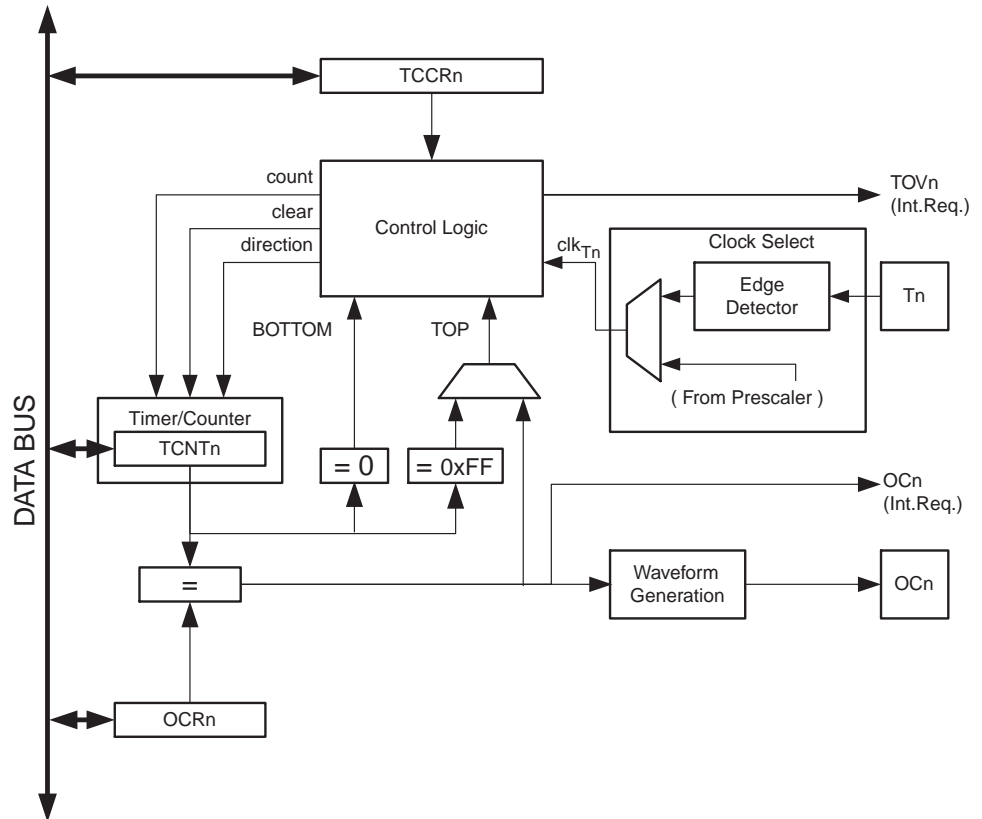 TCCRn
count
clear
direction
Control Logic
TOVn
(Int.Req.)
clkTn
Clock Select
Edge
Detector
Tn
( From Prescaler )
BOTTOM
TOP
Timer/Counter
TCNTn
= 0
= 0xFF
OCn
(Int.Req.)
=
Waveform
Generation
OCn
OCRn
DATA BUS